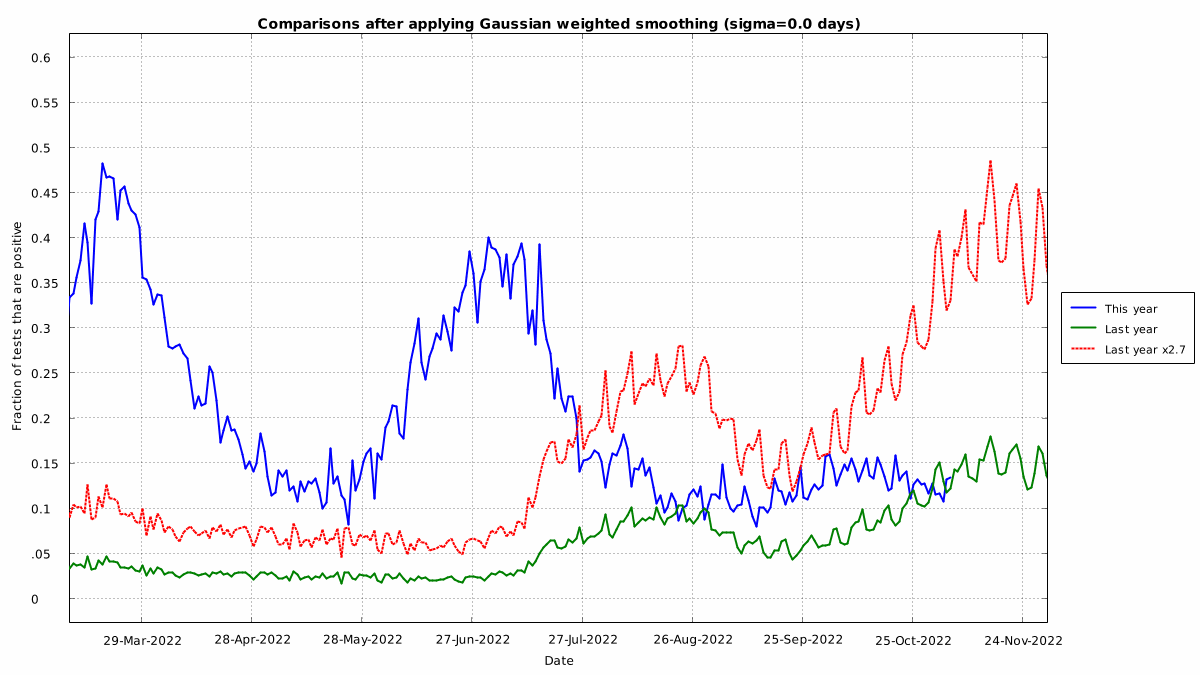 Comparisons after applying Gaussian weighted smoothing (sigma=0.0 days)
0.6
0.55
0.5
0.45
0.4
0.35
0.3
0.25
0.2
0.15
0.1
.05
0
Fraction of tests that are positive
29-Mar-2022
28-Apr-2022
28-May-2022
27-Jun-2022
27-Jul-2022
26-Aug-2022
25-Sep-2022
25-Oct-2022
24-Nov-2022
Date
This year
Last year
Last year x2.7